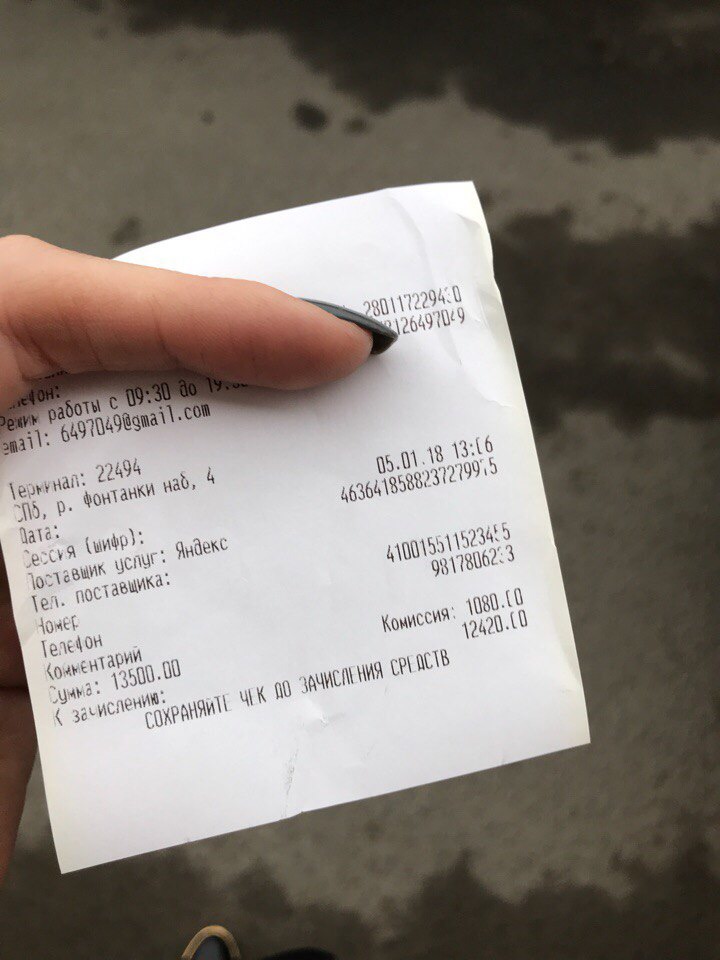 280117229430
8126497049
Режим работы с 09:30 до
email: 6497049@gmail.com
Терминал: 22494
СПб, р. Фонтанки наб, 4
Дата: 05.01.18 13:06
Сессия (шифр): 46364185882372799
Поставщик услуг: Яндекс
Тел. поставщика:
Номер 410015511523455
Телефон 9817806233
Комментарий
Сумма: 13500.00 Комиссия: 1080.00
К зачислению: 12420.00
СОХРАНЯЙТЕ ЧЕК ДО ЗАЧИСЛЕНИЯ СРЕДСТВ